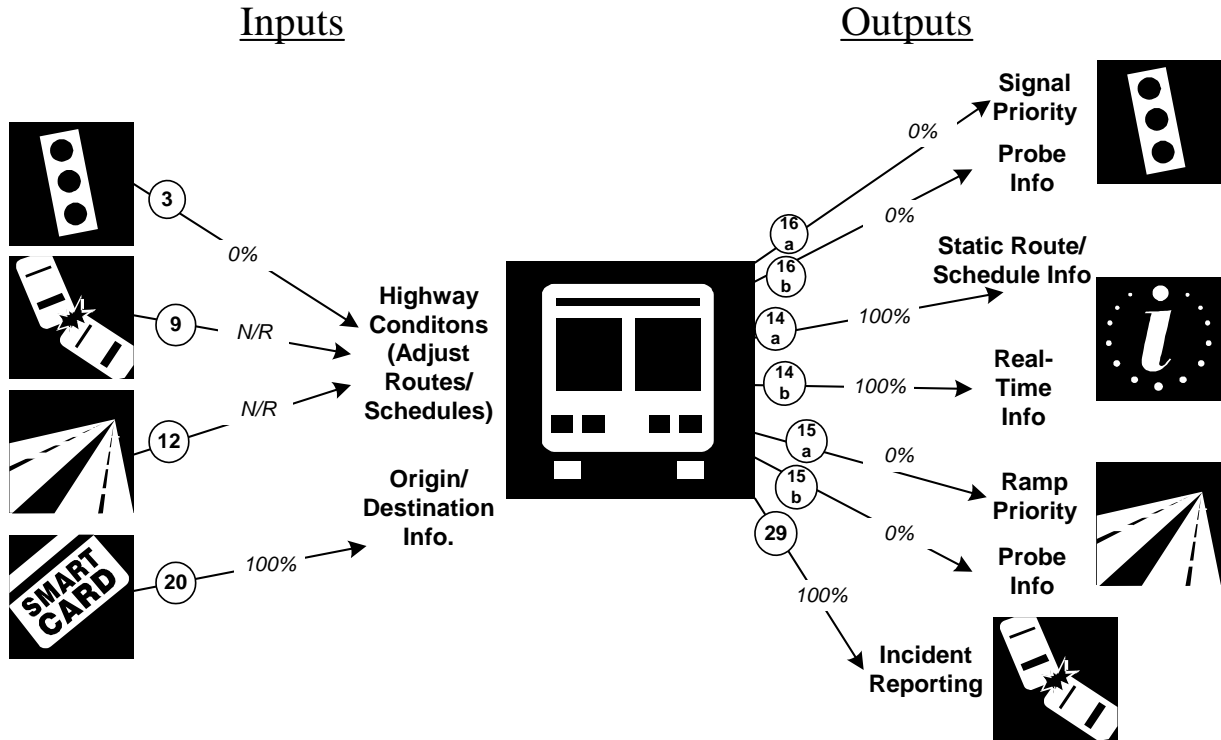 Inputs
Outputs
3
0%
9
N/R
12
N/R
Highway
Conditons
(Adjust
Routes/
Schedules)
SMART
CARD
20
100%
Origin/
Destination
Info.
16
a
0%
Signal
Priority
16
b
0%
Probe
Info
14
a
100%
Static Route/
Schedule Info
i
14
b
100%
Real-
Time
Info
15
a
0%
Ramp
Priority
15
b
0%
Probe
Info
29
100%
Incident
Reporting